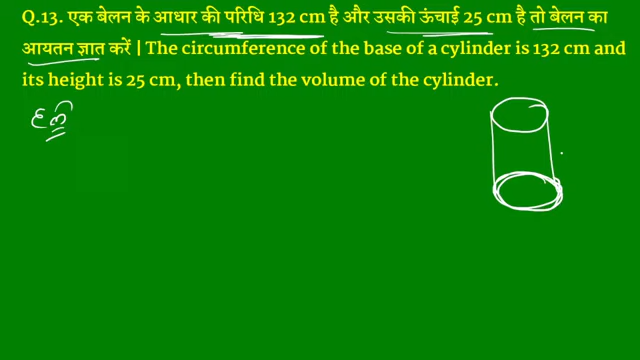 Q.13. एक बेलन के आधार की परिधि 132 cm है और उसकी ऊंचाई 25 cm है तो बेलन का
आयतन ज्ञात करें | The circumference of the base of a cylinder is 132 cm and
its height is 25 cm, then find the volume of the cylinder.
हल